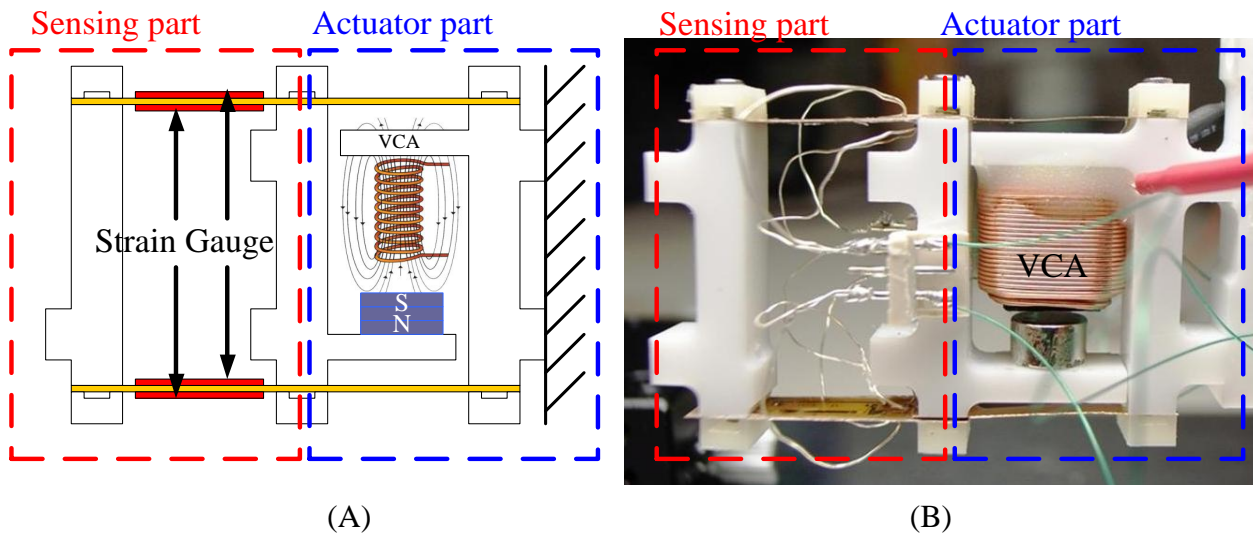 Sensing part
Actuator part
VCA
Strain Gauge
S
N
(A)
Sensing part
Actuator part
VCA
(B)